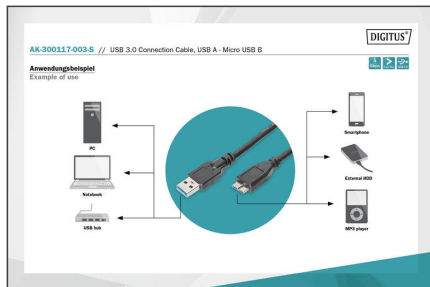 DIGITUS®
AK-300117-003-S // USB 3.0 Connection Cable, USB A - Micro USB B
Anwendungsbeispiel
Example of use
PC
Notebook
USB hub
Smartphone
External HDD
MP3 player